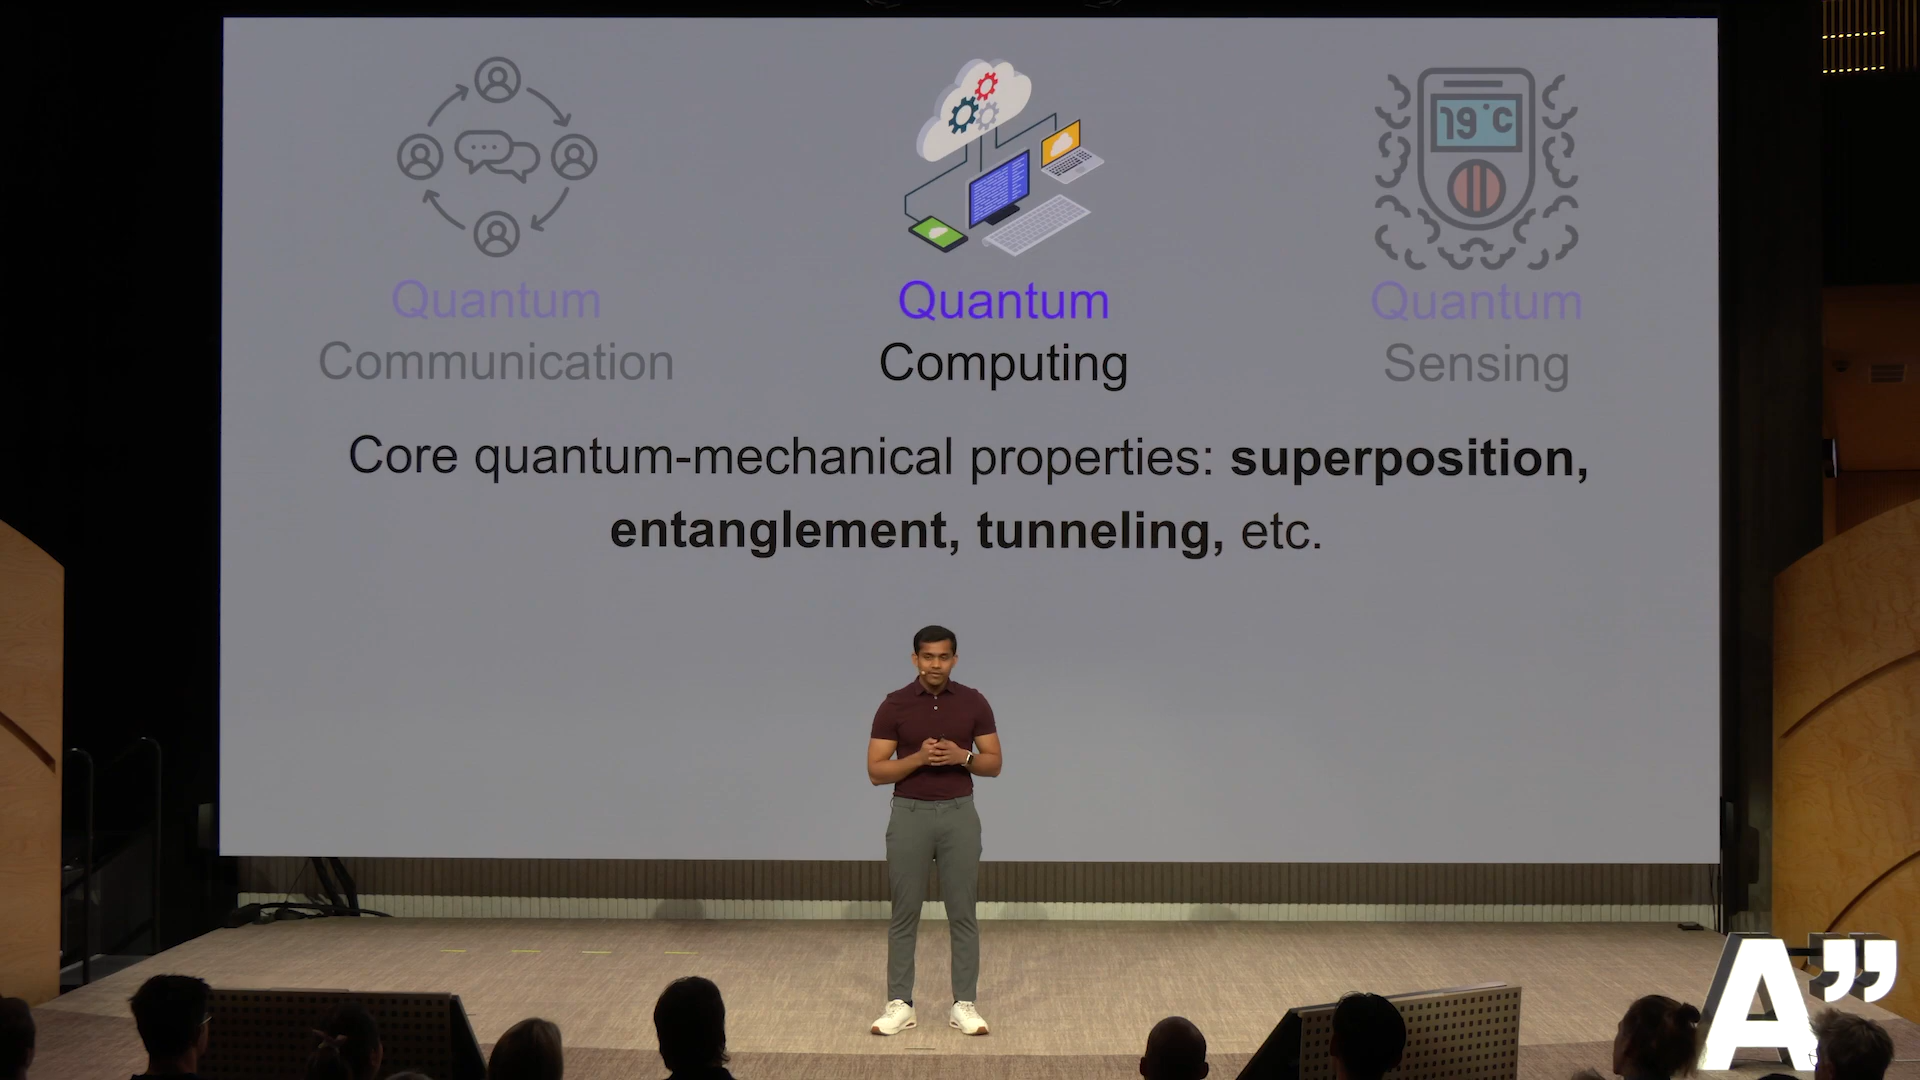 19°C
Quantum
Communication
Quantum
Computing
Quantum
Sensing
Core quantum-mechanical properties: superposition,
entanglement, tunneling, etc.
A”